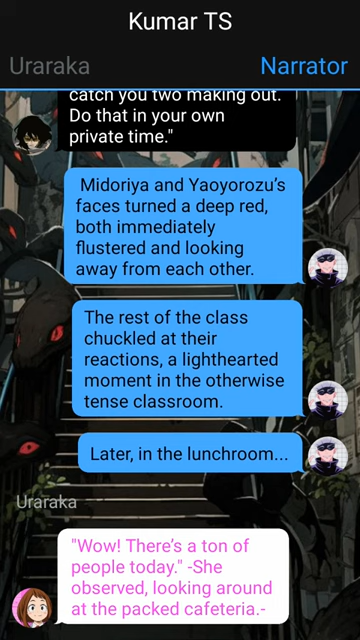 Kumar TS
Uraraka Narrator
catch you two making out.
Do that in your own
private time."
Midoriya and Yaoyorozu's
faces turned a deep red,
both immediately
flustered and looking
away from each other.
The rest of the class
chuckled at their
reactions, a lighthearted
moment in the otherwise
tense classroom.
Later, in the lunchroom...
Uraraka
"Wow! There's a ton of
people today." -She
observed, looking around
at the packed cafeteria.-